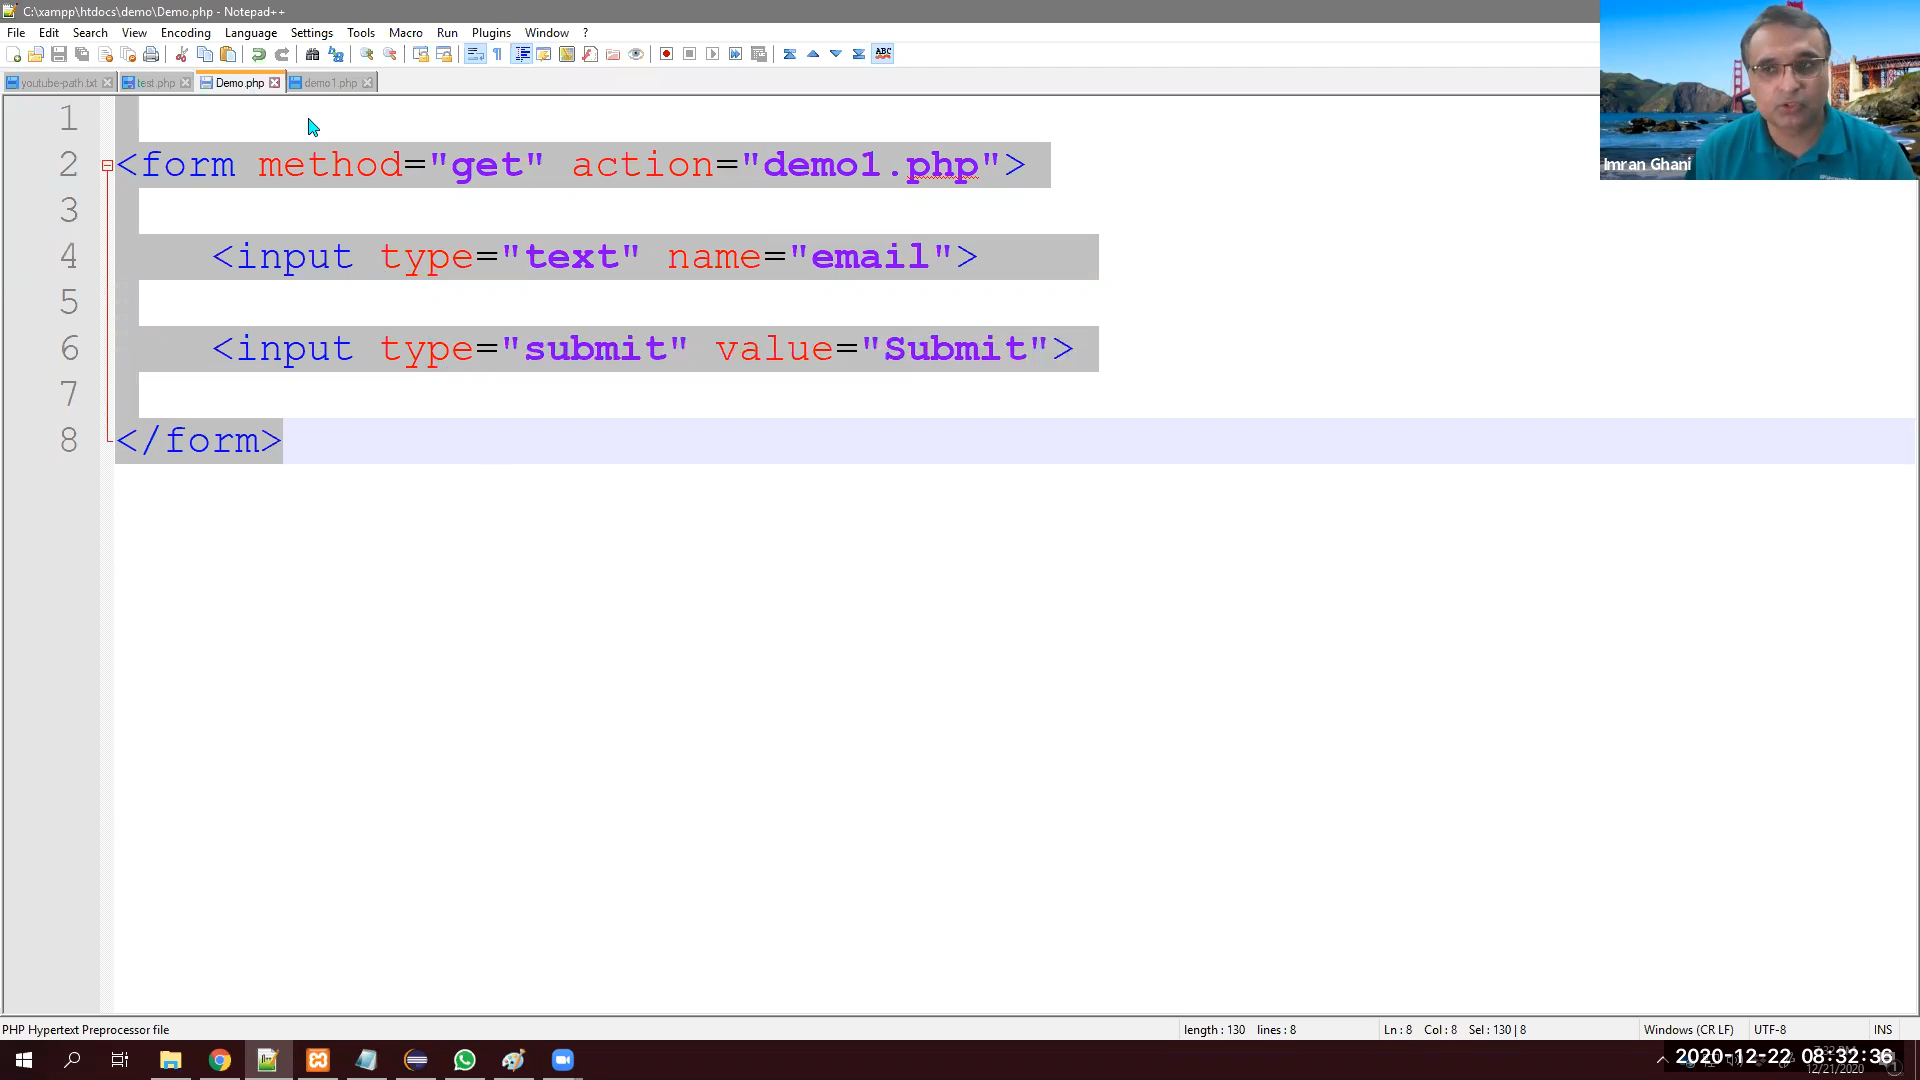 C:\xampp\htdocs\demo\Demo.php - Notepad++
File Edit Search View Encoding Language Settings Tools Macro Run Plugins Window ?
youtube-path.txt test.php Demo.php demo1.php
Imran Ghani
1
2 <form method="get" action="demo1.php">
3
4 <input type="text" name="email">
5
6 <input type="submit" value="Submit">
7
8 </form>
PHP Hypertext Preprocessor file length : 130 lines : 8 Ln : 8 Col : 8 Sel : 130 | 8 Windows (CR LF) UTF-8 INS
2020-12-22 08:32:36
12/21/2020